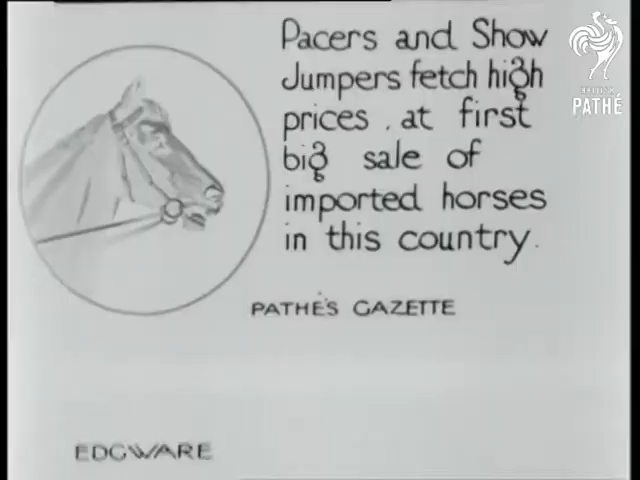 Pacers and Show
Jumpers fetch high
prices . at first
big sale of
imported horses
in this country.
PATHE'S GAZETTE
EDGWARE
BRITISH
PATHÉ